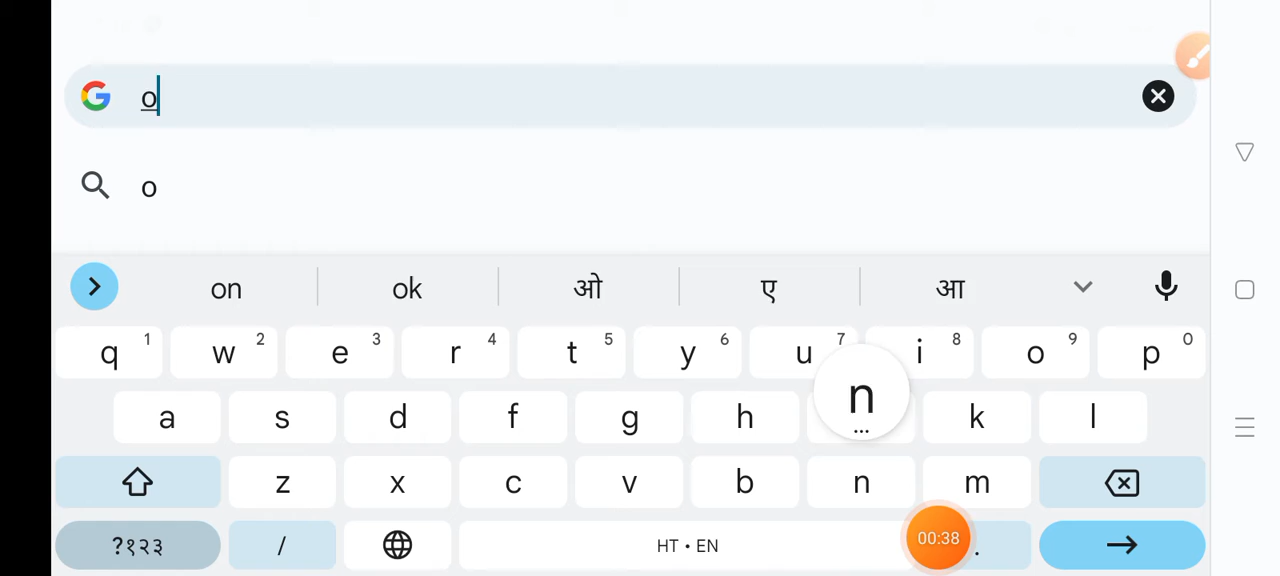 o
o
on ok ओ ए आ
q 1 w 2 e 3 r 4 t 5 y 6 u 7 i 8 o 9 p 0
n
...
a s d f g h k l
z x c v b n m
?१२३ / HT • EN 00:38 .